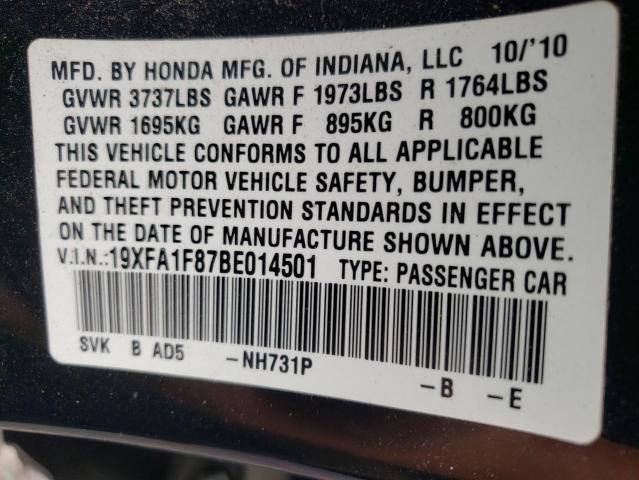 MFD. BY HONDA MFG. OF INDIANA, LLC 10/'10
GVWR 3737LBS GAWR F 1973LBS R 1764LBS
GVWR 1695KG GAWR F 895KG R 800KG
THIS VEHICLE CONFORMS TO ALL APPLICABLE
FEDERAL MOTOR VEHICLE SAFETY, BUMPER,
AND THEFT PREVENTION STANDARDS IN EFFECT
ON THE DATE OF MANUFACTURE SHOWN ABOVE.
V.I.N.:19XFA1F87BE014501 TYPE: PASSENGER CAR
SVK B AD5 -NH731P -B -E